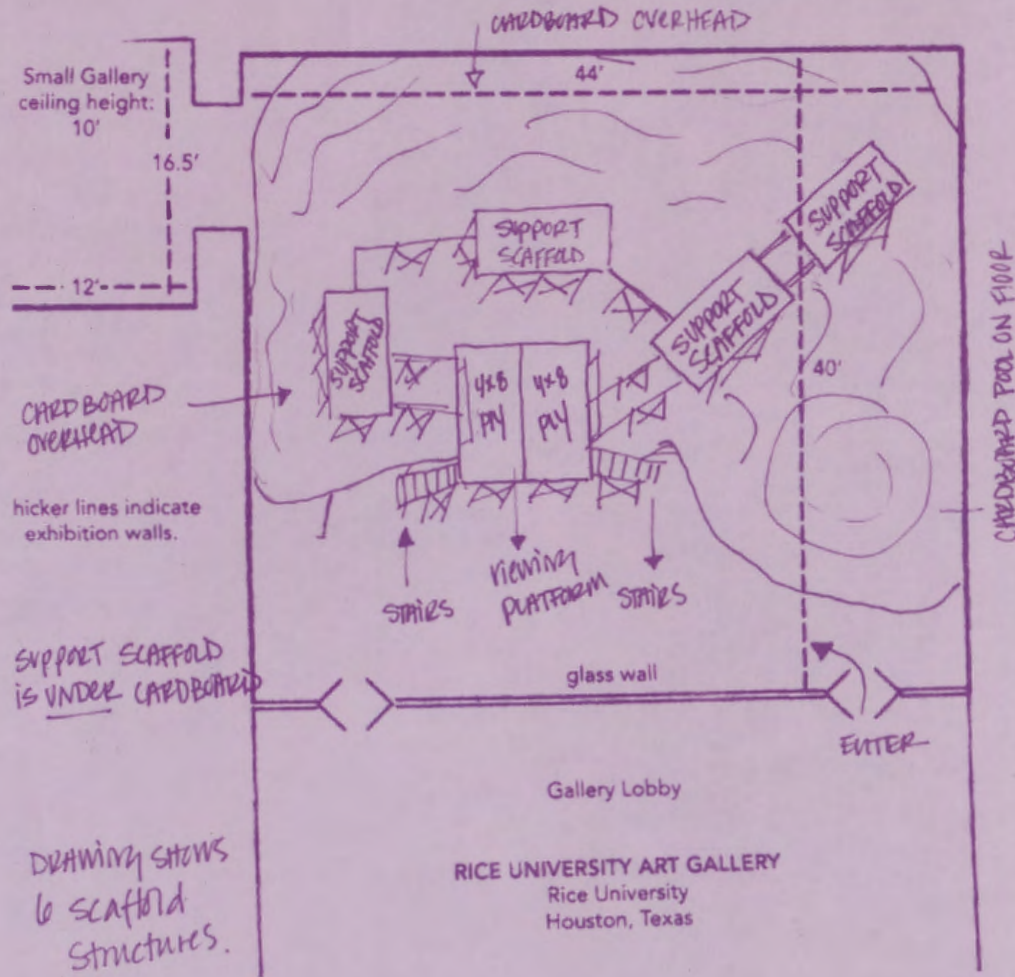 CARDBOARD OVERHEAD
Small Gallery
ceiling height:
10'
44'
16.5'
12'
SUPPORT
SCAFFOLD
SUPPORT
SCAFFOLD
SUPPORT
SCAFFOLD
SUPPORT
SCAFFOLD
4x8
PLY
4x8
PLY
40'
CARDBOARD POOL ON FLOOR
CARDBOARD
OVERHEAD
hicker lines indicate
exhibition walls.
STAIRS
VIEWING
PLATFORM
STAIRS
SUPPORT SCAFFOLD
is UNDER CARDBOARD
glass wall
ENTER
Gallery Lobby
DRAWING SHOWS
6 scaffold
Structures.
RICE UNIVERSITY ART GALLERY
Rice University
Houston, Texas